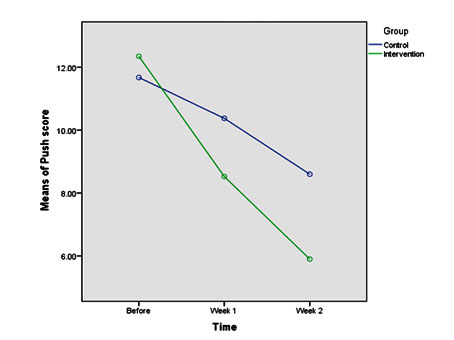 Group
Control
Intervention
Means of Push score
12.00
10.00
8.00
6.00
Before
Week 1
Week 2
Time